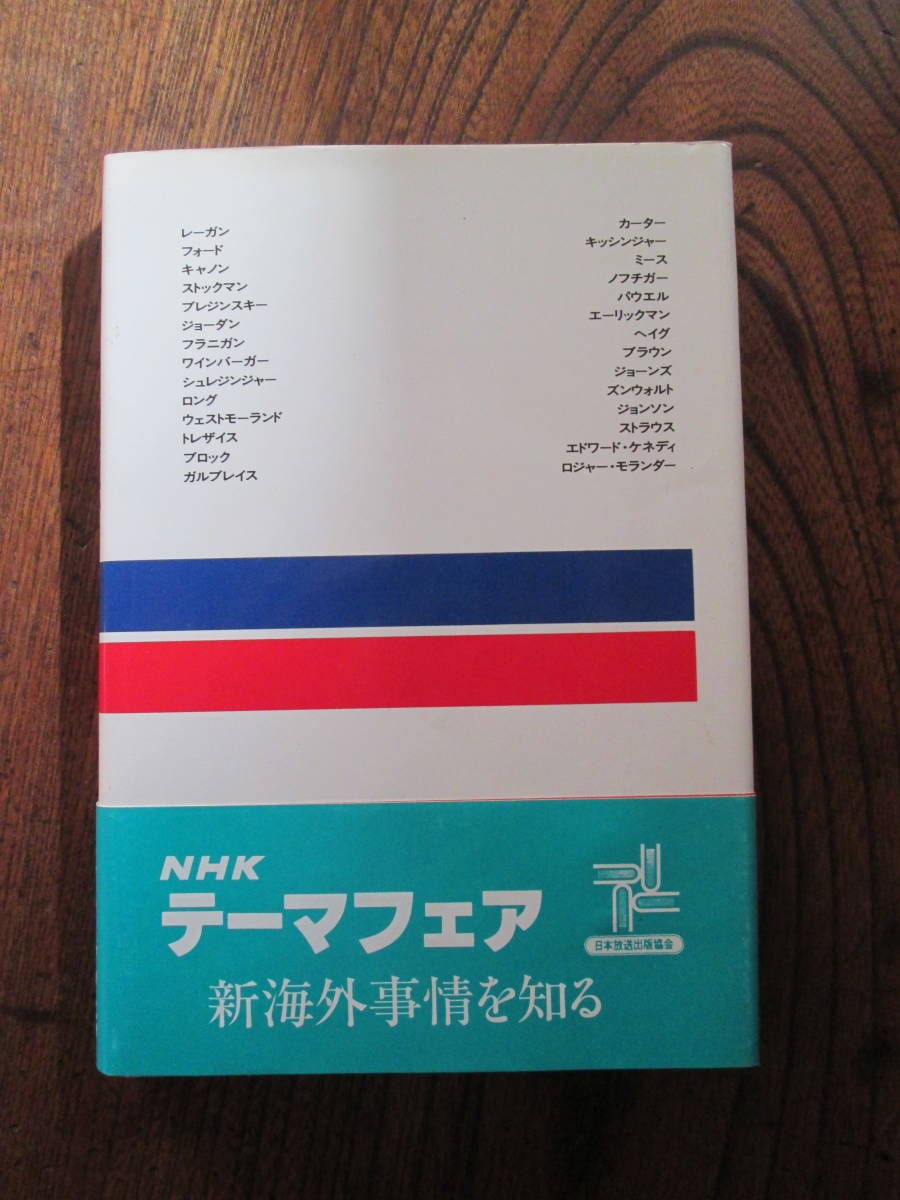 レーガン
フォード
キャノン
ストックマン
ブレジンスキー
ジョーダン
フラニガン
ワインバーガー
シュレジンジャー
ロング
ウェストモーランド
トレザイス
ブロック
ガルブレイス
カーター
キッシンジャー
ミース
ノフチガー
パウエル
エーリックマン
ヘイグ
ブラウン
ジョーンズ
ズンウォルト
ジョンソン
ストラウス
エドワード・ケネディ
ロジャー・モランダー
NHK
テーマフェア
日本放送出版協会
新海外事情を知る